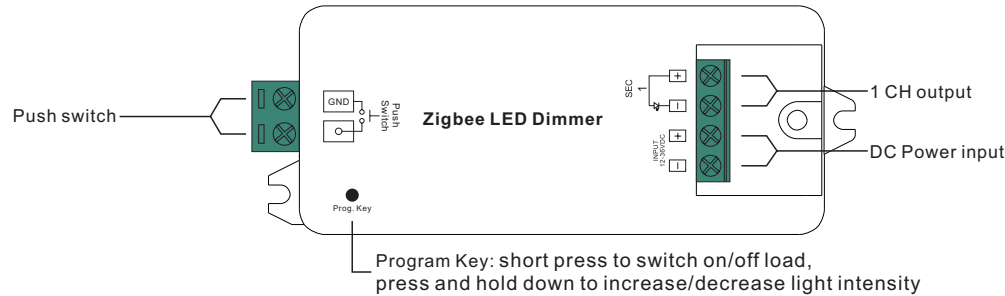 Push switch
GND
Push
Switch
Zigbee LED Dimmer
SEC
1
+
−
+
−
INPUT
12-36VDC
1 CH output
DC Power input
Prog. Key
Program Key: short press to switch on/off load,
press and hold down to increase/decrease light intensity